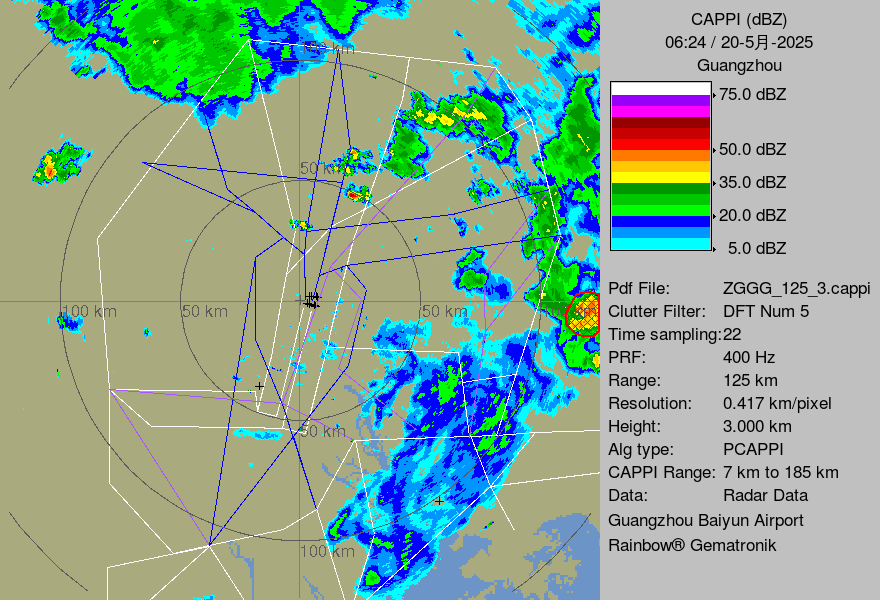 CAPPI (dBZ)
06:24 / 20-5月-2025
Guangzhou
75.0 dBZ
50.0 dBZ
35.0 dBZ
20.0 dBZ
5.0 dBZ
Pdf File: ZGGG_125_3.cappi
Clutter Filter: DFT Num 5
Time sampling:22
PRF: 400 Hz
Range: 125 km
Resolution: 0.417 km/pixel
Height: 3.000 km
Alg type: PCAPPI
CAPPI Range: 7 km to 185 km
Data: Radar Data
Guangzhou Baiyun Airport
Rainbow® Gematronik
100 km
50 km
100 km
50 km
50 km
50 km
100 km